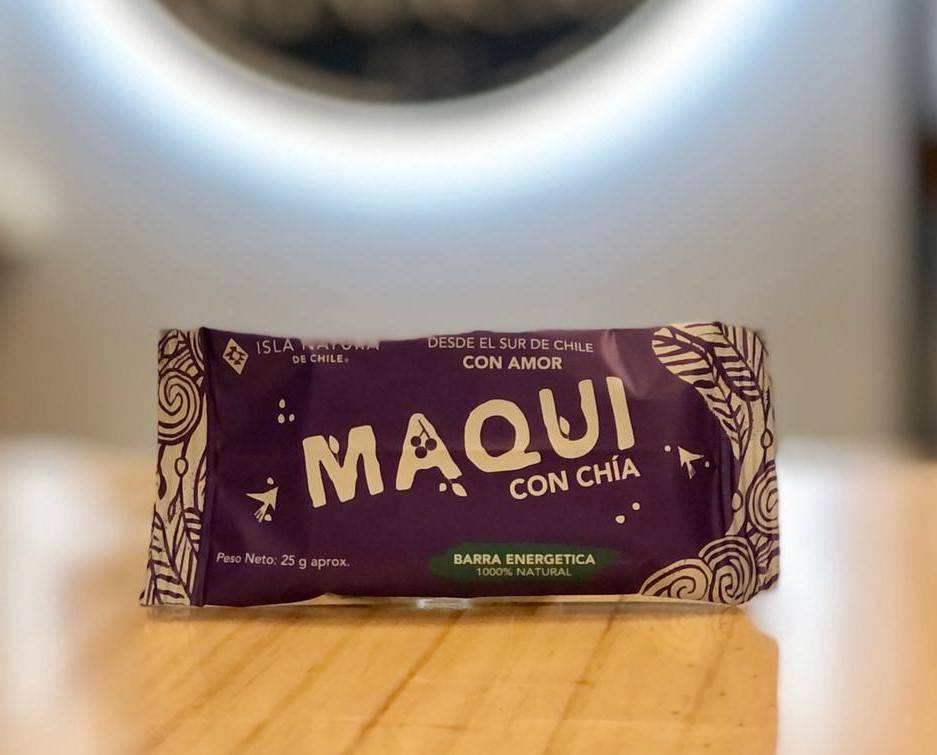 ISLA NATURA
DE CHILE®
DESDE EL SUR DE CHILE
CON AMOR
MAQUI
CON CHÍA
Peso Neto: 25 g aprox.
BARRA ENERGETICA
1000% NATURAL